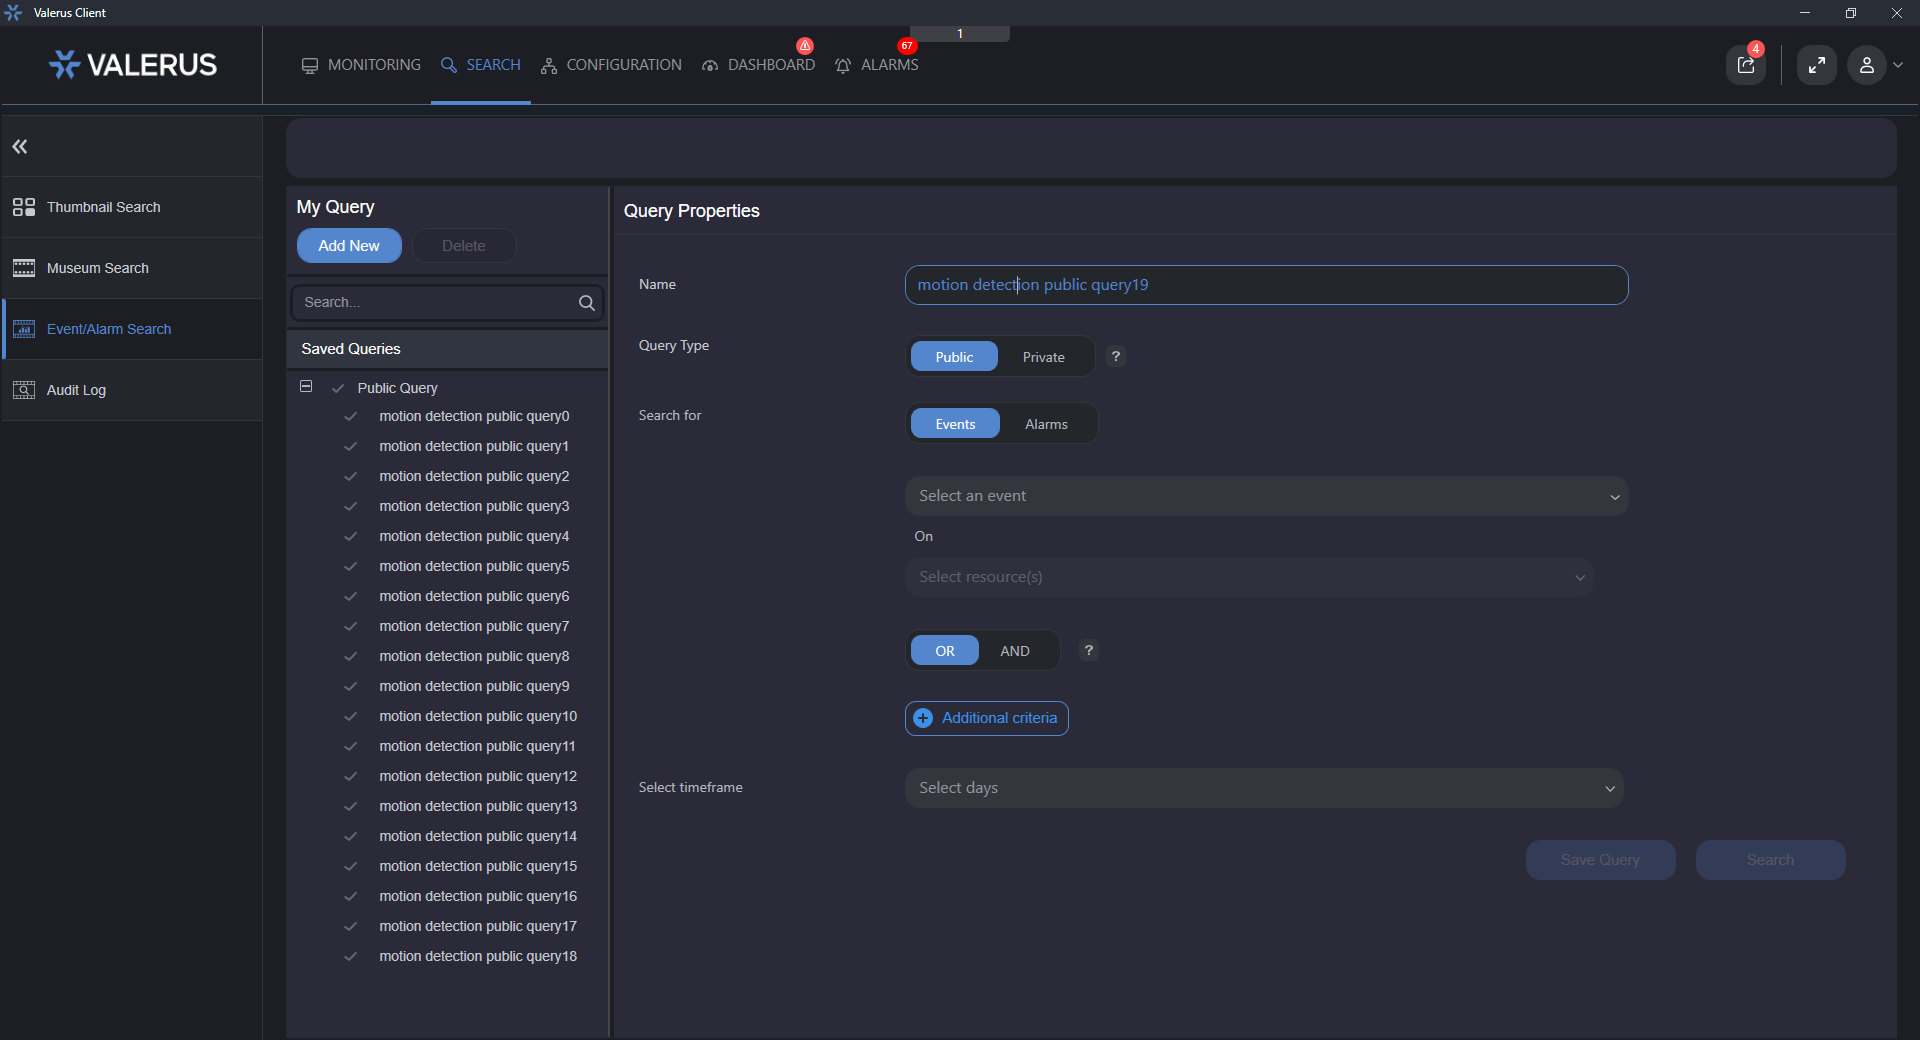 Valerus Client
1
VALERUS
MONITORING
SEARCH
CONFIGURATION
DASHBOARD
67
ALARMS
4
Thumbnail Search
Museum Search
Event/Alarm Search
Audit Log
My Query
Add New
Delete
Search...
Saved Queries
Public Query
motion detection public query0
motion detection public query1
motion detection public query2
motion detection public query3
motion detection public query4
motion detection public query5
motion detection public query6
motion detection public query7
motion detection public query8
motion detection public query9
motion detection public query10
motion detection public query11
motion detection public query12
motion detection public query13
motion detection public query14
motion detection public query15
motion detection public query16
motion detection public query17
motion detection public query18
Query Properties
Name
motion detection public query19
Query Type
Public
Private
?
Search for
Events
Alarms
Select an event
On
Select resource(s)
OR
AND
?
Additional criteria
Select timeframe
Select days
Save Query
Search